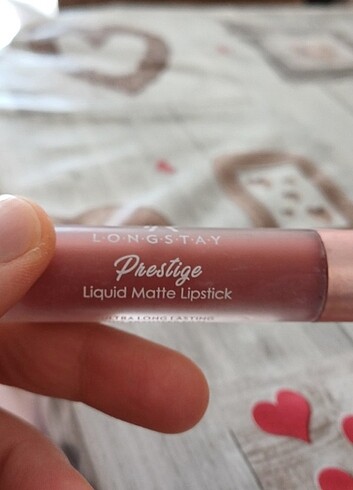 LONGSTAY
Prestige
Liquid Matte Lipstick
ULTRA LONG LASTING